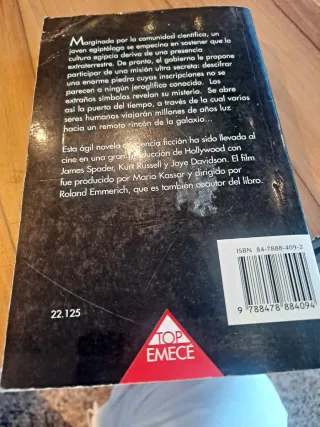 Marginado por la comunidad científica, un
joven egiptólogo se empecina en sostener que la
cultura egipcia deriva de una presencia
extraterrestre. De pronto, el gobierno le propone
participar de una misión ultra secreta: descifrar
una enorme piedra cuyas inscripciones no se
parecen a ningún jeroglífico conocido. Los
extraños símbolos revelan su misterio. Se abre
así la puerta del tiempo, a través de la cual varios
seres humanos viajarán millones de años luz
hacia un remoto rincón de la galaxia...
Esta ágil novela de ciencia ficción ha sido llevada al
cine en una gran producción de Hollywood con
James Spader, Kurt Russell y Jaye Davidson. El film
fue producido por Mario Kassar y dirigido por
Roland Emmerich, que es también coautor del libro.
ISBN 84-7888-409-2
9 788478 884094
22.125
TOP
EMECÉ